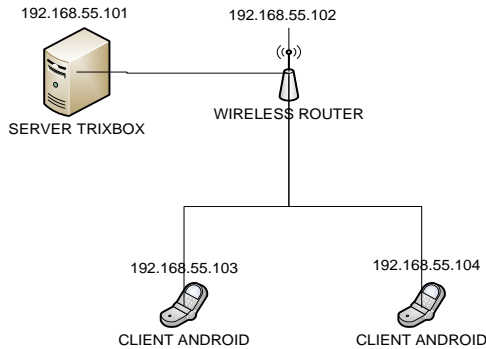 192.168.55.101
192.168.55.102
SERVER TRIXBOX
WIRELESS ROUTER
192.168.55.103
192.168.55.104
CLIENT ANDROID
CLIENT ANDROID